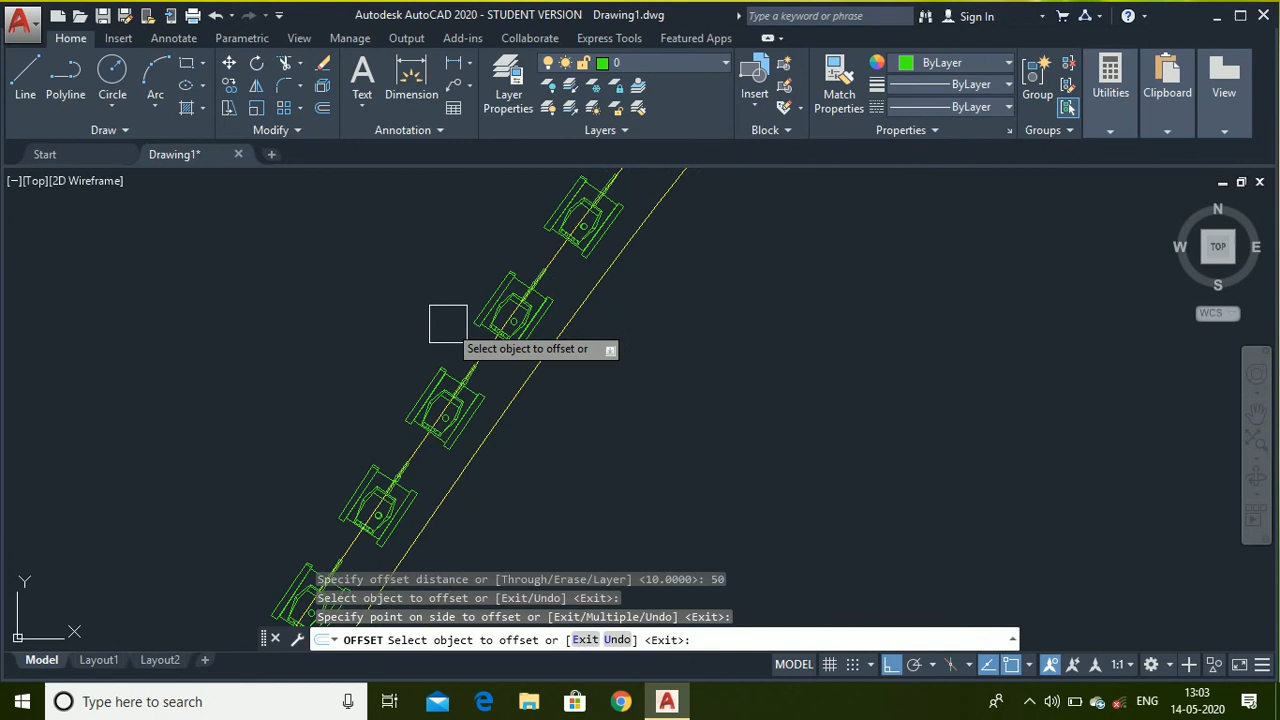 Autodesk AutoCAD 2020 - STUDENT VERSION Drawing1.dwg
Type a keyword or phrase
Sign In
Home Insert Annotate Parametric View Manage Output Add-ins Collaborate Express Tools Featured Apps
Line Polyline Circle Arc
Text Dimension
Layer Properties
0
Insert
Match Properties
ByLayer
ByLayer
ByLayer
Group
Utilities Clipboard View
Draw Modify Annotation Layers Block Properties Groups
Start Drawing1*
[−][Top][2D Wireframe]
N
W TOP E
S
WCS
Select object to offset or
Y
X
Specify offset distance or [Through/Erase/Layer] <10.0000>: 50
Select object to offset or [Exit/Undo] <Exit>:
Specify point on side to offset or [Exit/Multiple/Undo] <Exit>:
OFFSET Select object to offset or [Exit Undo] <Exit>:
Model Layout1 Layout2
MODEL 1:1
Type here to search
ENG
13:03
14-05-2020